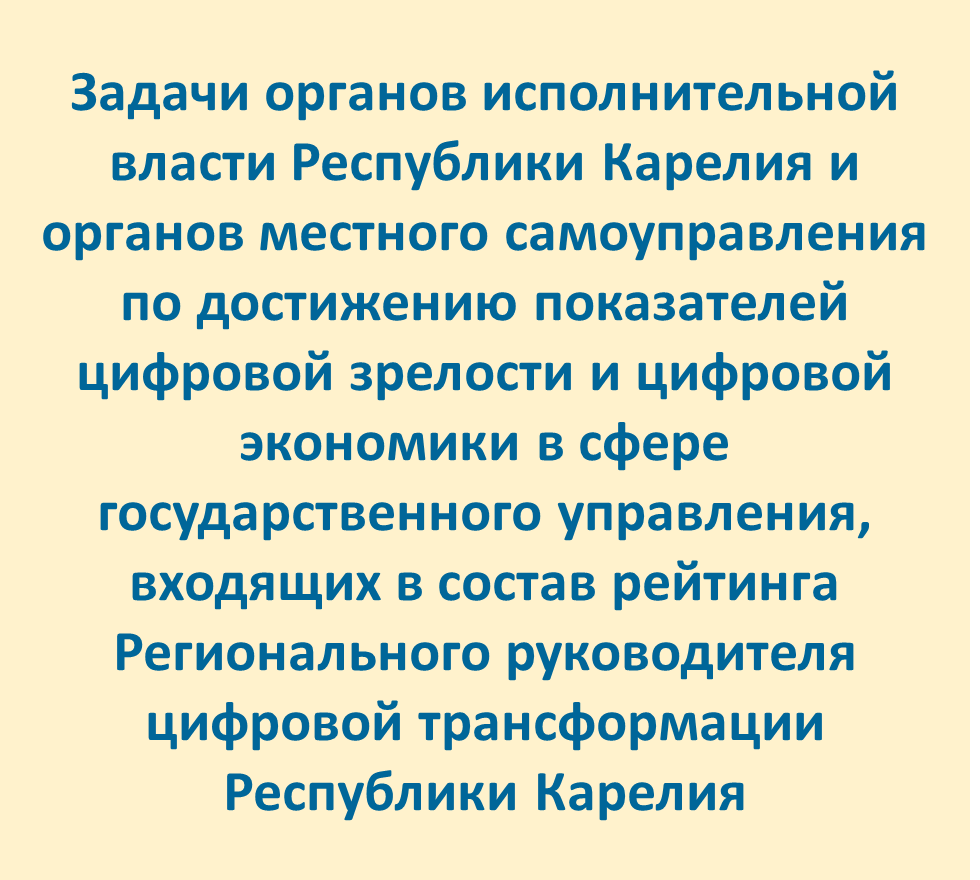 Задачи органов исполнительной
власти Республики Карелия и
органов местного самоуправления
по достижению показателей
цифровой зрелости и цифровой
экономики в сфере
государственного управления,
входящих в состав рейтинга
Регионального руководителя
цифровой трансформации
Республики Карелия